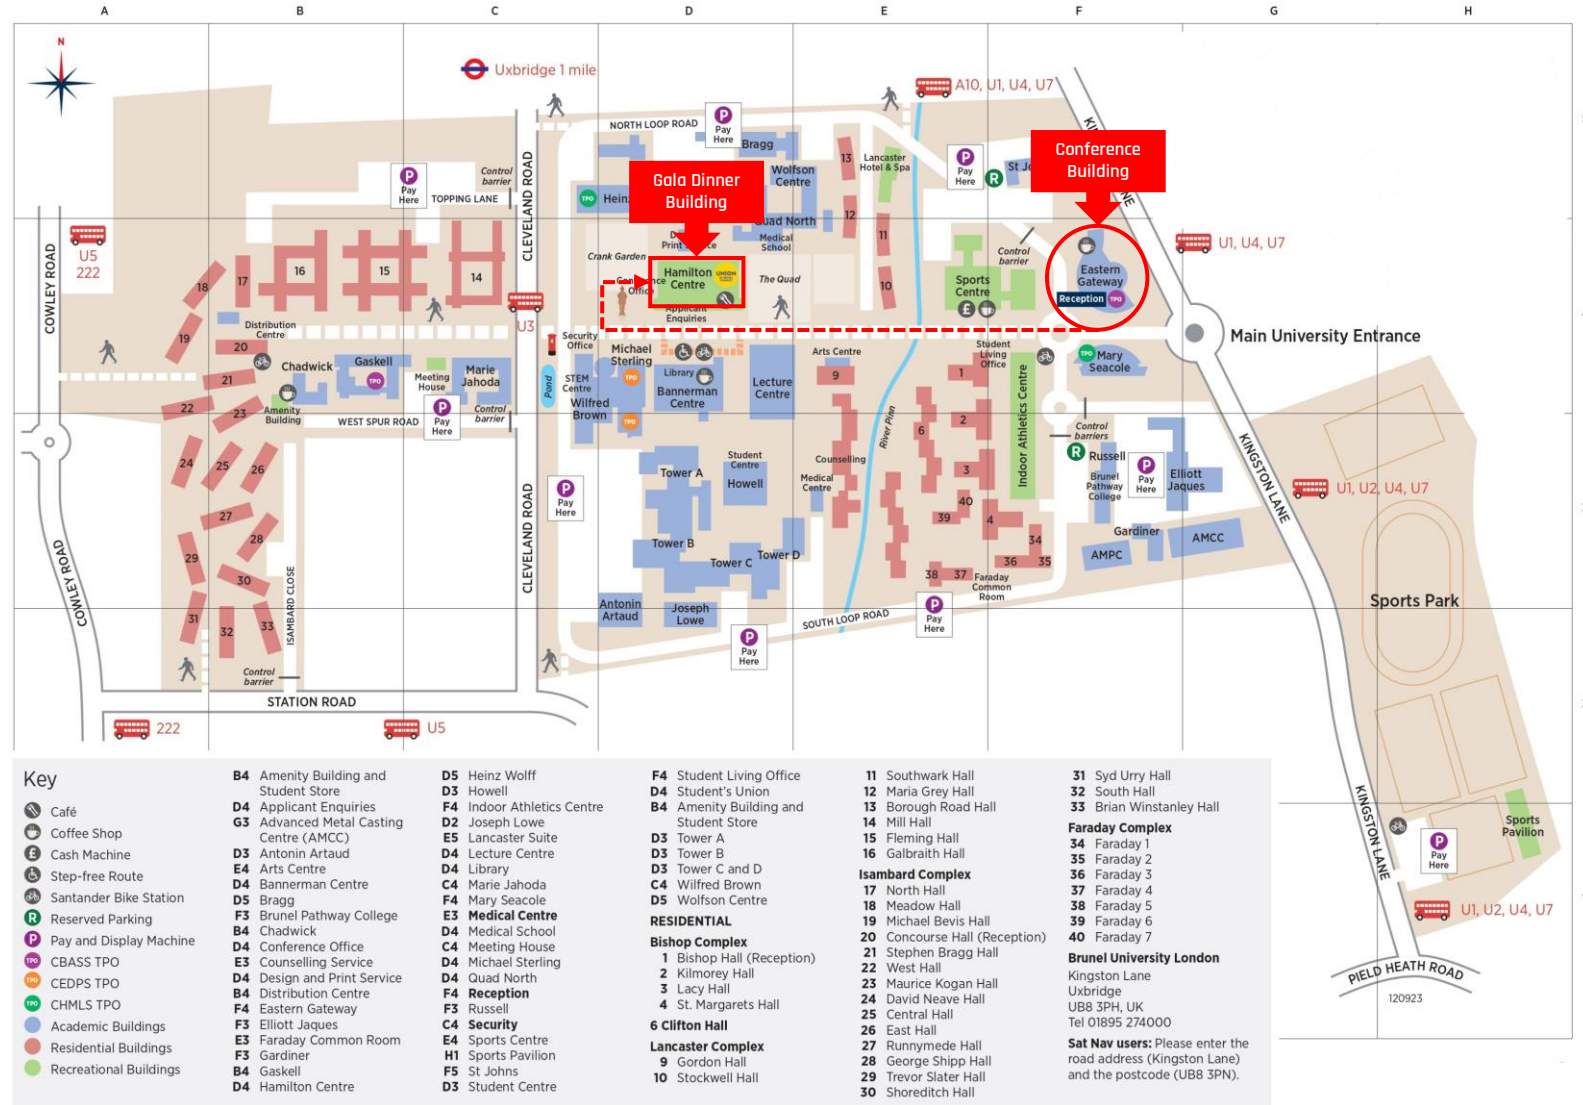 A B C D E F G H
N
Uxbridge 1 mile
A10, U1, U4, U7
NORTH LOOP ROAD
P
Pay
Here
Bragg
Wolfson
Centre
13
Lancaster
Hotel & Spa
P
Pay
Here
R
St Jo
Conference
Building
KINGSTON LANE
Gala Dinner
Building
TPO
Heinz
Control
barrier
P
Pay
Here
TOPPING LANE
CLEVELAND ROAD
COWLEY ROAD
U5
222
Quad North
Medical
School
Print
Crank Garden
Hamilton
Centre
UNION
The Quad
Conference
Office
Applicant
Enquiries
12
11
10
Sports
Centre
£
Control
barrier
Eastern
Gateway
Reception
TPO
U1, U4, U7
Main University Entrance
18
17
16
15
14
U3
19
Distribution
Centre
20
21
22
23
Chadwick
Gaskell
TPO
Meeting
House
Marie
Jahoda
Amenity
Building
WEST SPUR ROAD
P
Pay
Here
Control
barrier
Security
Office
Pond
STEM
Centre
Michael
Sterling
TPO
Wilfred
Brown
TPO
Library
Bannerman
Centre
Lecture
Centre
Arts Centre
9
River Pinn
Student
Living
Office
1
2
3
4
6
Indoor Athletics Centre
TPO
Mary
Seacole
Control
barriers
R
Russell
Brunel
Pathway
College
P
Pay
Here
Elliott
Jaques
KINGSTON LANE
U1, U2, U4, U7
24
25
26
27
28
29
30
31
32
33
ISAMBARD CLOSE
COWLEY ROAD
CLEVELAND ROAD
P
Pay
Here
Tower A
Student
Centre
Howell
Counselling
Medical
Centre
Tower B
Tower C
Tower D
39
40
34
36
35
38
37
Faraday
Common
Room
Gardiner
AMPC
AMCC
Antonin
Artaud
Joseph
Lowe
P
Pay
Here
SOUTH LOOP ROAD
P
Pay
Here
Sports Park
Control
barrier
STATION ROAD
222
U5
KINGSTON LANE
P
Pay
Here
Sports
Pavilion
U1, U2, U4, U7
PIELD HEATH ROAD
120923
Key
Café
Coffee Shop
£ Cash Machine
Step-free Route
Santander Bike Station
R Reserved Parking
P Pay and Display Machine
TPO CBASS TPO
TPO CEDPS TPO
TPO CHMLS TPO
Academic Buildings
Residential Buildings
Recreational Buildings
B4 Amenity Building and
Student Store
D4 Applicant Enquiries
G3 Advanced Metal Casting
Centre (AMCC)
D3 Antonin Artaud
E4 Arts Centre
D4 Bannerman Centre
D5 Bragg
F3 Brunel Pathway College
B4 Chadwick
D4 Conference Office
E3 Counselling Service
D4 Design and Print Service
B4 Distribution Centre
F4 Eastern Gateway
F3 Elliott Jaques
E3 Faraday Common Room
F3 Gardiner
B4 Gaskell
D4 Hamilton Centre
D5 Heinz Wolff
D3 Howell
F4 Indoor Athletics Centre
D2 Joseph Lowe
E5 Lancaster Suite
D4 Lecture Centre
D4 Library
C4 Marie Jahoda
F4 Mary Seacole
E3 Medical Centre
D4 Medical School
C4 Meeting House
D4 Michael Sterling
D4 Quad North
F4 Reception
F3 Russell
C4 Security
E4 Sports Centre
H1 Sports Pavilion
F5 St Johns
D3 Student Centre
F4 Student Living Office
D4 Student's Union
B4 Amenity Building and
Student Store
D3 Tower A
D3 Tower B
D3 Tower C and D
C4 Wilfred Brown
D5 Wolfson Centre
RESIDENTIAL
Bishop Complex
1 Bishop Hall (Reception)
2 Kilmorey Hall
3 Lacy Hall
4 St. Margarets Hall
6 Clifton Hall
Lancaster Complex
9 Gordon Hall
10 Stockwell Hall
11 Southwark Hall
12 Maria Grey Hall
13 Borough Road Hall
14 Mill Hall
15 Fleming Hall
16 Galbraith Hall
Isambard Complex
17 North Hall
18 Meadow Hall
19 Michael Bevis Hall
20 Concourse Hall (Reception)
21 Stephen Bragg Hall
22 West Hall
23 Maurice Kogan Hall
24 David Neave Hall
25 Central Hall
26 East Hall
27 Runnymede Hall
28 George Shipp Hall
29 Trevor Slater Hall
30 Shoreditch Hall
31 Syd Urry Hall
32 South Hall
33 Brian Winstanley Hall
Faraday Complex
34 Faraday 1
35 Faraday 2
36 Faraday 3
37 Faraday 4
38 Faraday 5
39 Faraday 6
40 Faraday 7
Brunel University London
Kingston Lane
Uxbridge
UB8 3PH, UK
Tel 01895 274000
Sat Nav users: Please enter the
road address (Kingston Lane)
and the postcode (UB8 3PN).